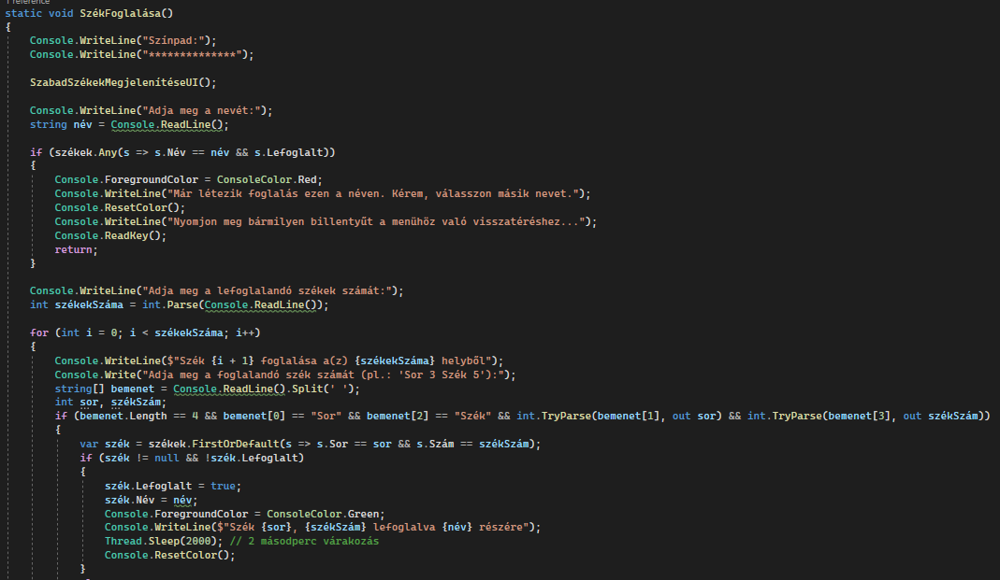 1 reference
static void SzékFoglalása()
{
    Console.WriteLine("Színpad:");
    Console.WriteLine("**************");

    SzabadSzékekMegjelenítéseUI();

    Console.WriteLine("Adja meg a nevét:");
    string név = Console.ReadLine();

    if (székek.Any(s => s.Név == név && s.Lefoglalt))
    {
        Console.ForegroundColor = ConsoleColor.Red;
        Console.WriteLine("Már létezik foglalás ezen a néven. Kérem, válasszon másik nevet.");
        Console.ResetColor();
        Console.WriteLine("Nyomjon meg bármilyen billentyűt a menühöz való visszatéréshez...");
        Console.ReadKey();
        return;
    }

    Console.WriteLine("Adja meg a lefoglalandó székek számát:");
    int székekSzáma = int.Parse(Console.ReadLine());

    for (int i = 0; i < székekSzáma; i++)
    {
        Console.WriteLine($"Szék {i + 1} foglalása a(z) {székekSzáma} helyből");
        Console.Write("Adja meg a foglalandó szék számát (pl.: 'Sor 3 Szék 5'):");
        string[] bemenet = Console.ReadLine().Split(' ');
        int sor, székSzám;
        if (bemenet.Length == 4 && bemenet[0] == "Sor" && bemenet[2] == "Szék" && int.TryParse(bemenet[1], out sor) && int.TryParse(bemenet[3], out székSzám))
        {
            var szék = székek.FirstOrDefault(s => s.Sor == sor && s.Szám == székSzám);
            if (szék != null && !szék.Lefoglalt)
            {
                szék.Lefoglalt = true;
                szék.Név = név;
                Console.ForegroundColor = ConsoleColor.Green;
                Console.WriteLine($"Szék {sor}, {székSzám} lefoglalva {név} részére");
                Thread.Sleep(2000); // 2 másodperc várakozás
                Console.ResetColor();
            }